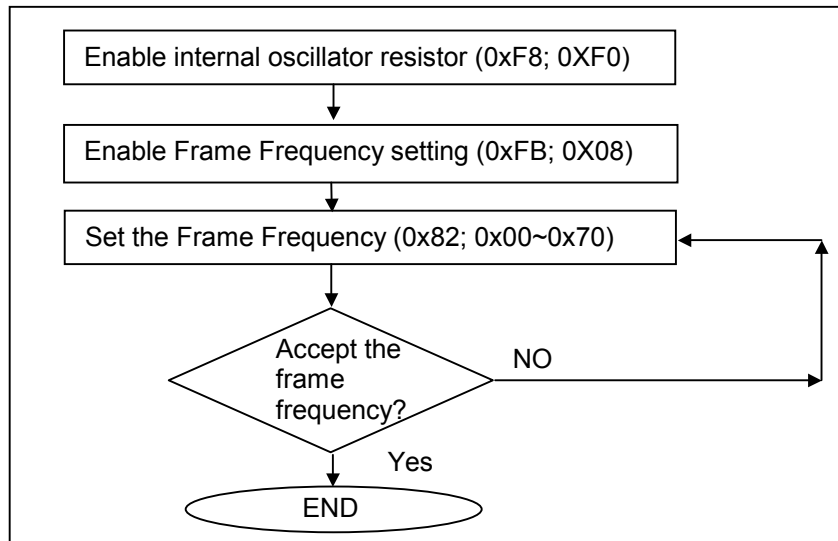 Enable internal oscillator resistor (0xF8; 0XF0)
Enable Frame Frequency setting (0xFB; 0X08)
Set the Frame Frequency (0x82; 0x00~0x70)
Accept the
frame
frequency?
NO
Yes
END